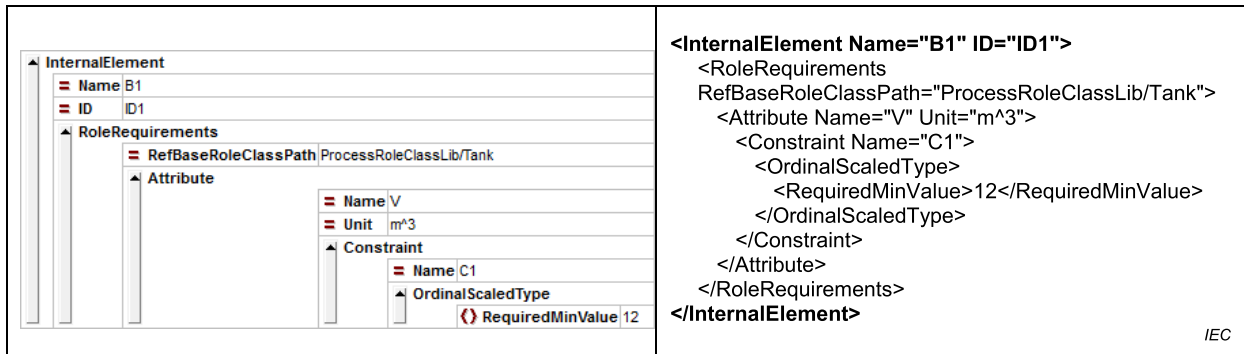 InternalElement
= Name B1
= ID ID1
RoleRequirements
= RefBaseRoleClassPath ProcessRoleClassLib/Tank
Attribute
= Name V
= Unit m^3
Constraint
= Name C1
OrdinalScaledType
{} RequiredMinValue 12
<InternalElement Name="B1" ID="ID1">
<RoleRequirements
RefBaseRoleClassPath="ProcessRoleClassLib/Tank">
<Attribute Name="V" Unit="m^3">
<Constraint Name="C1">
<OrdinalScaledType>
<RequiredMinValue>12</RequiredMinValue>
</OrdinalScaledType>
</Constraint>
</Attribute>
</RoleRequirements>
</InternalElement>
IEC